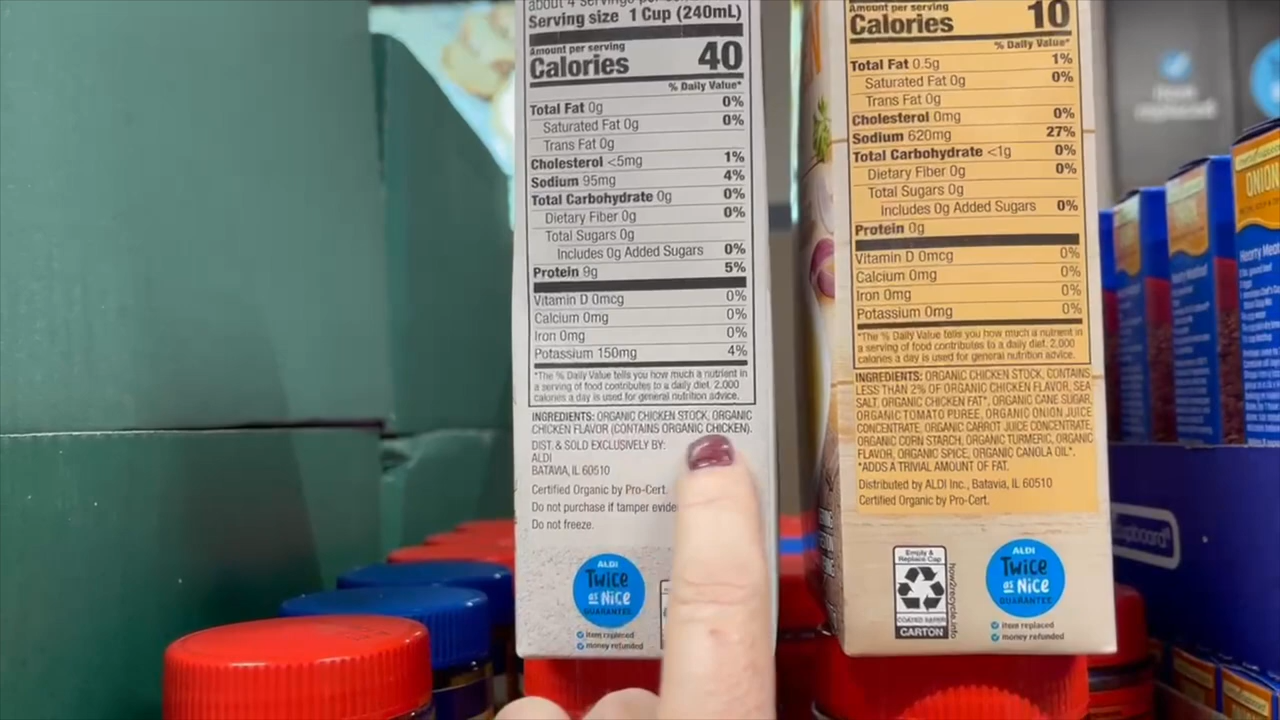 about 4 servings per
Serving size 1 Cup (240mL)
Amount per serving
Calories 40
% Daily Value*
Total Fat 0g 0%
Saturated Fat 0g 0%
Trans Fat 0g
Cholesterol <5mg 1%
Sodium 95mg 4%
Total Carbohydrate 0g 0%
Dietary Fiber 0g 0%
Total Sugars 0g
Includes 0g Added Sugars 0%
Protein 9g 5%
Vitamin D 0mcg 0%
Calcium 0mg 0%
Iron 0mg 0%
Potassium 150mg 4%
*The % Daily Value tells you how much a nutrient in
a serving of food contributes to a daily diet. 2,000
calories a day is used for general nutrition advice.
INGREDIENTS: ORGANIC CHICKEN STOCK, ORGANIC
CHICKEN FLAVOR (CONTAINS ORGANIC CHICKEN).
DIST. & SOLD EXCLUSIVELY BY:
ALDI
BATAVIA, IL 60510
Certified Organic by Pro-Cert.
Do not purchase if tamper evide
Do not freeze.
ALDI
Twice
as Nice
GUARANTEE
item replaced
money refunded
Amount per serving
Calories 10
% Daily Value*
Total Fat 0.5g 1%
Saturated Fat 0g 0%
Trans Fat 0g
Cholesterol 0mg 0%
Sodium 620mg 27%
Total Carbohydrate <1g 0%
Dietary Fiber 0g 0%
Total Sugars 0g
Includes 0g Added Sugars 0%
Protein 0g
Vitamin D 0mcg 0%
Calcium 0mg 0%
Iron 0mg 0%
Potassium 0mg 0%
*The % Daily Value tells you how much a nutrient in
a serving of food contributes to a daily diet. 2,000
calories a day is used for general nutrition advice.
INGREDIENTS: ORGANIC CHICKEN STOCK, CONTAINS
LESS THAN 2% OF ORGANIC CHICKEN FLAVOR, SEA
SALT, ORGANIC CHICKEN FAT*, ORGANIC CANE SUGAR,
ORGANIC TOMATO PUREE, ORGANIC ONION JUICE
CONCENTRATE, ORGANIC CARROT JUICE CONCENTRATE,
ORGANIC CORN STARCH, ORGANIC TURMERIC, ORGANIC
FLAVOR, ORGANIC SPICE, ORGANIC CANOLA OIL*.
*ADDS A TRIVIAL AMOUNT OF FAT.
Distributed by ALDI Inc., Batavia, IL 60510
Certified Organic by Pro-Cert.
Empty &
Replace Cap
COATED PAPER
CARTON
how2recycle.info
ALDI
Twice
as Nice
GUARANTEE
item replaced
money refunded
ONION